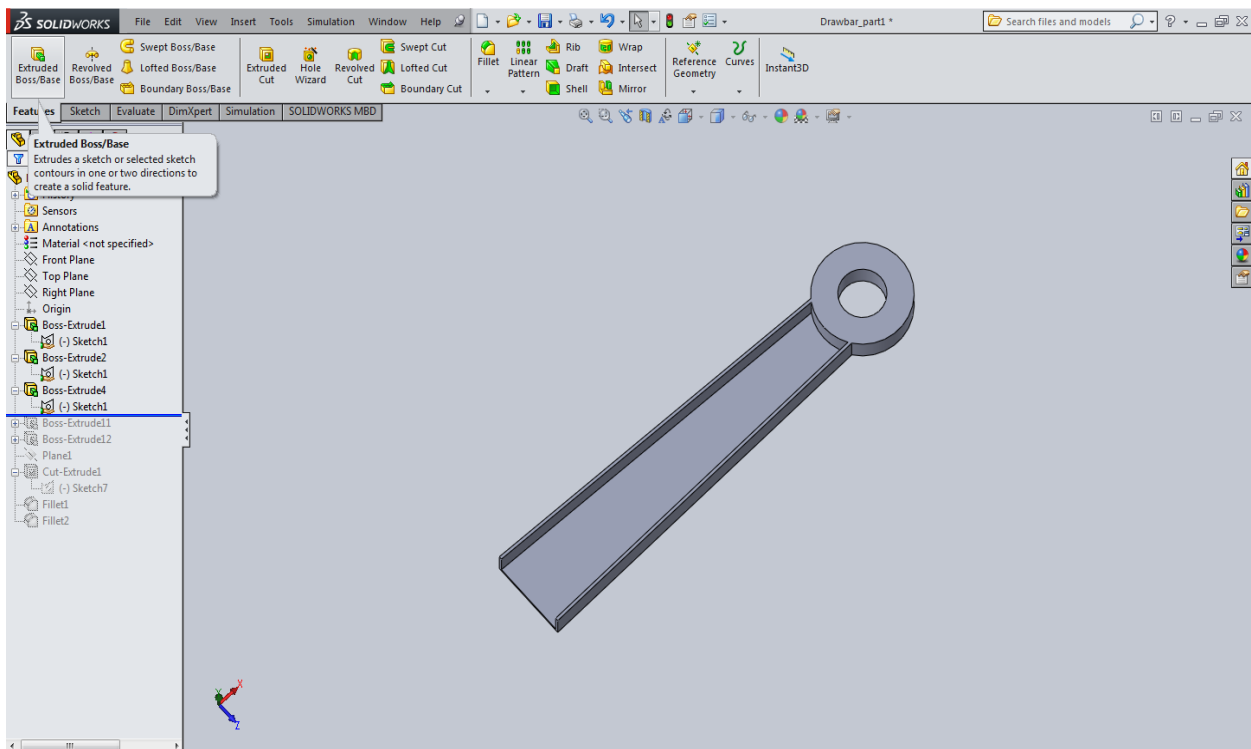 SOLIDWORKS File Edit View Insert Tools Simulation Window Help Drawbar_part1 * Search files and models
Extruded Boss/Base
Revolved Boss/Base
Swept Boss/Base
Lofted Boss/Base
Boundary Boss/Base
Extruded Cut
Hole Wizard
Revolved Cut
Swept Cut
Lofted Cut
Boundary Cut
Fillet
Linear Pattern
Rib
Draft
Shell
Wrap
Intersect
Mirror
Reference Geometry
Curves
Instant3D
Features Sketch Evaluate DimXpert Simulation SOLIDWORKS MBD
Extruded Boss/Base
Extrudes a sketch or selected sketch
contours in one or two directions to
create a solid feature.
History
Sensors
Annotations
Material <not specified>
Front Plane
Top Plane
Right Plane
Origin
Boss-Extrude1
(-) Sketch1
Boss-Extrude2
(-) Sketch1
Boss-Extrude4
(-) Sketch1
Boss-Extrude11
Boss-Extrude12
Plane1
Cut-Extrude1
(-) Sketch7
Fillet1
Fillet2
X
Z